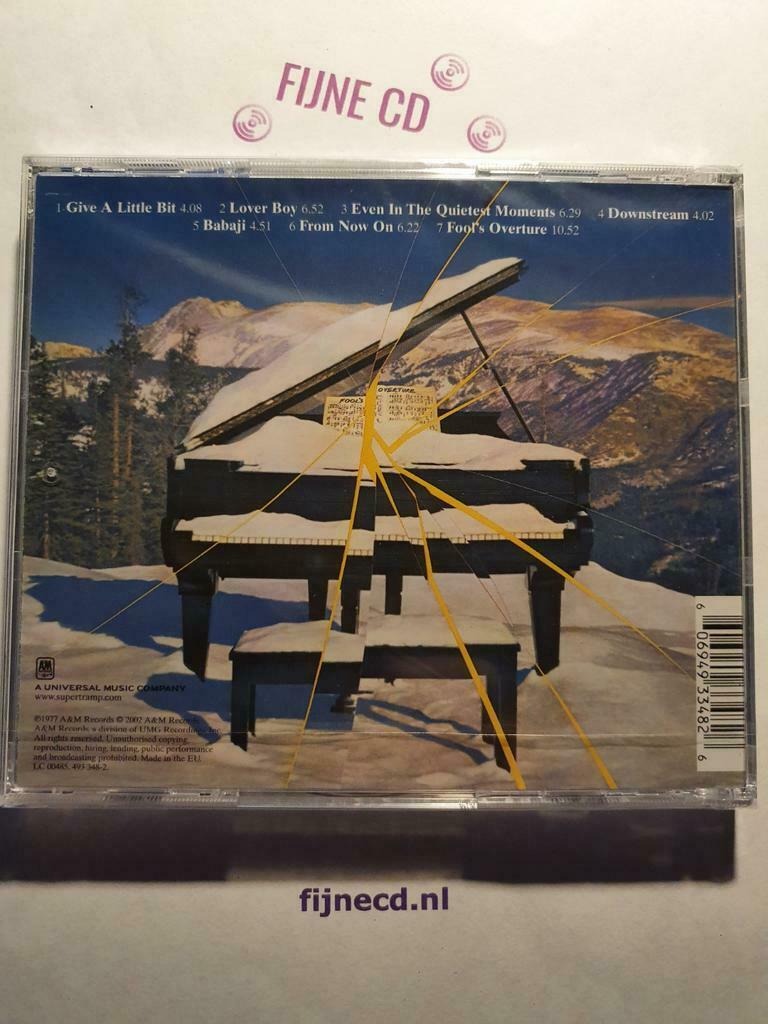 FIJNE CD
1 Give A Little Bit 4.08 2 Lover Boy 6.52 3 Even In The Quietest Moments 6.29 4 Downstream 4.02
5 Babaji 4.51 6 From Now On 6.22 7 Fool's Overture 10.52
FOOL'S OVERTURE
A&M
A UNIVERSAL MUSIC COMPANY
www.supertramp.com
℗1977 A&M Records © 2002 A&M Records
A&M Records a division of UMG Recordings, Inc.
All rights reserved. Unauthorised copying,
reproduction, hiring, lending, public performance
and broadcasting prohibited. Made in the EU.
LC 00485. 493 348-2.
6 06949 33482 6
fijnecd.nl